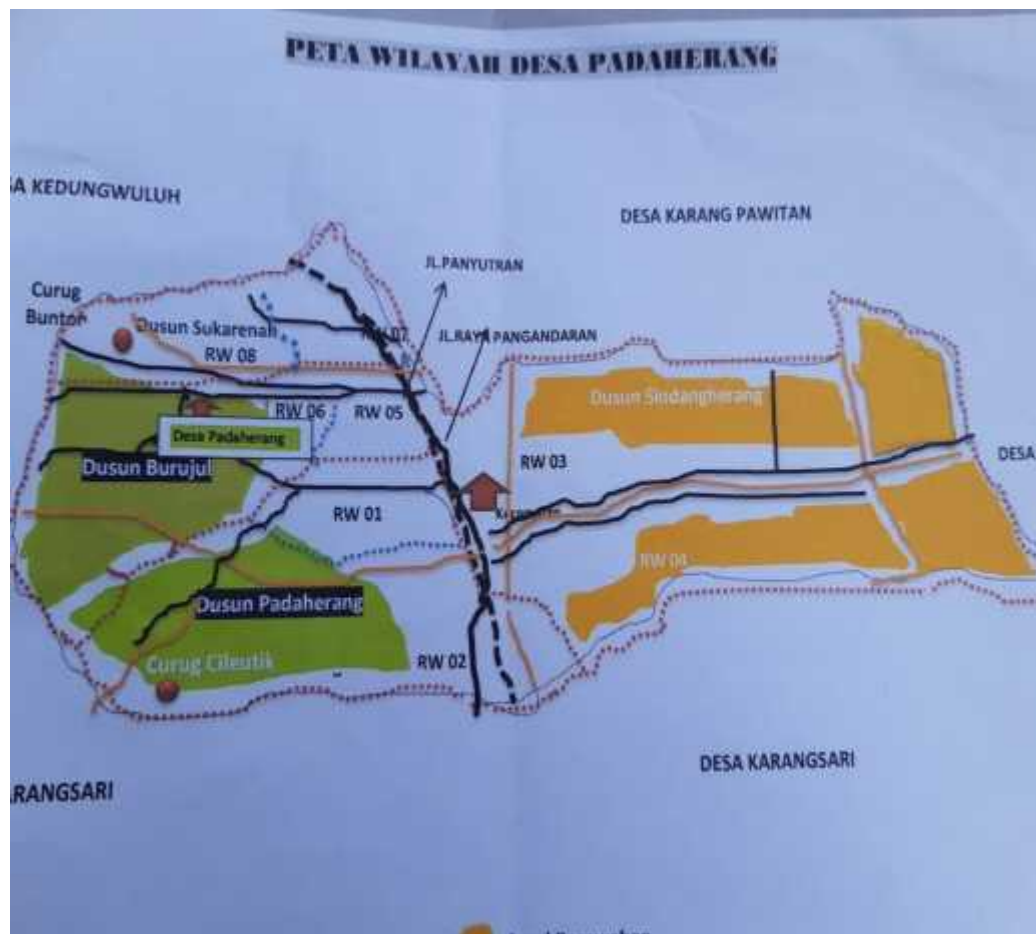 PETA WILAYAH DESA PADAHERANG
SA KEDUNGWULUH
DESA KARANG PAWITAN
JL.PANYUTRAN
Curug
Buntor
Dusun Sukarenah
RW 07
JL.RAYA PANGANDARAN
RW 08
RW 06
RW 05
Dusun Sindangherang
Desa Padaherang
Dusun Burujul
RW 03
DESA
RW 01
RW 04
Dusun Padaherang
Curug Cileutik
RW 02
DESA KARANGSARI
RANGSARI